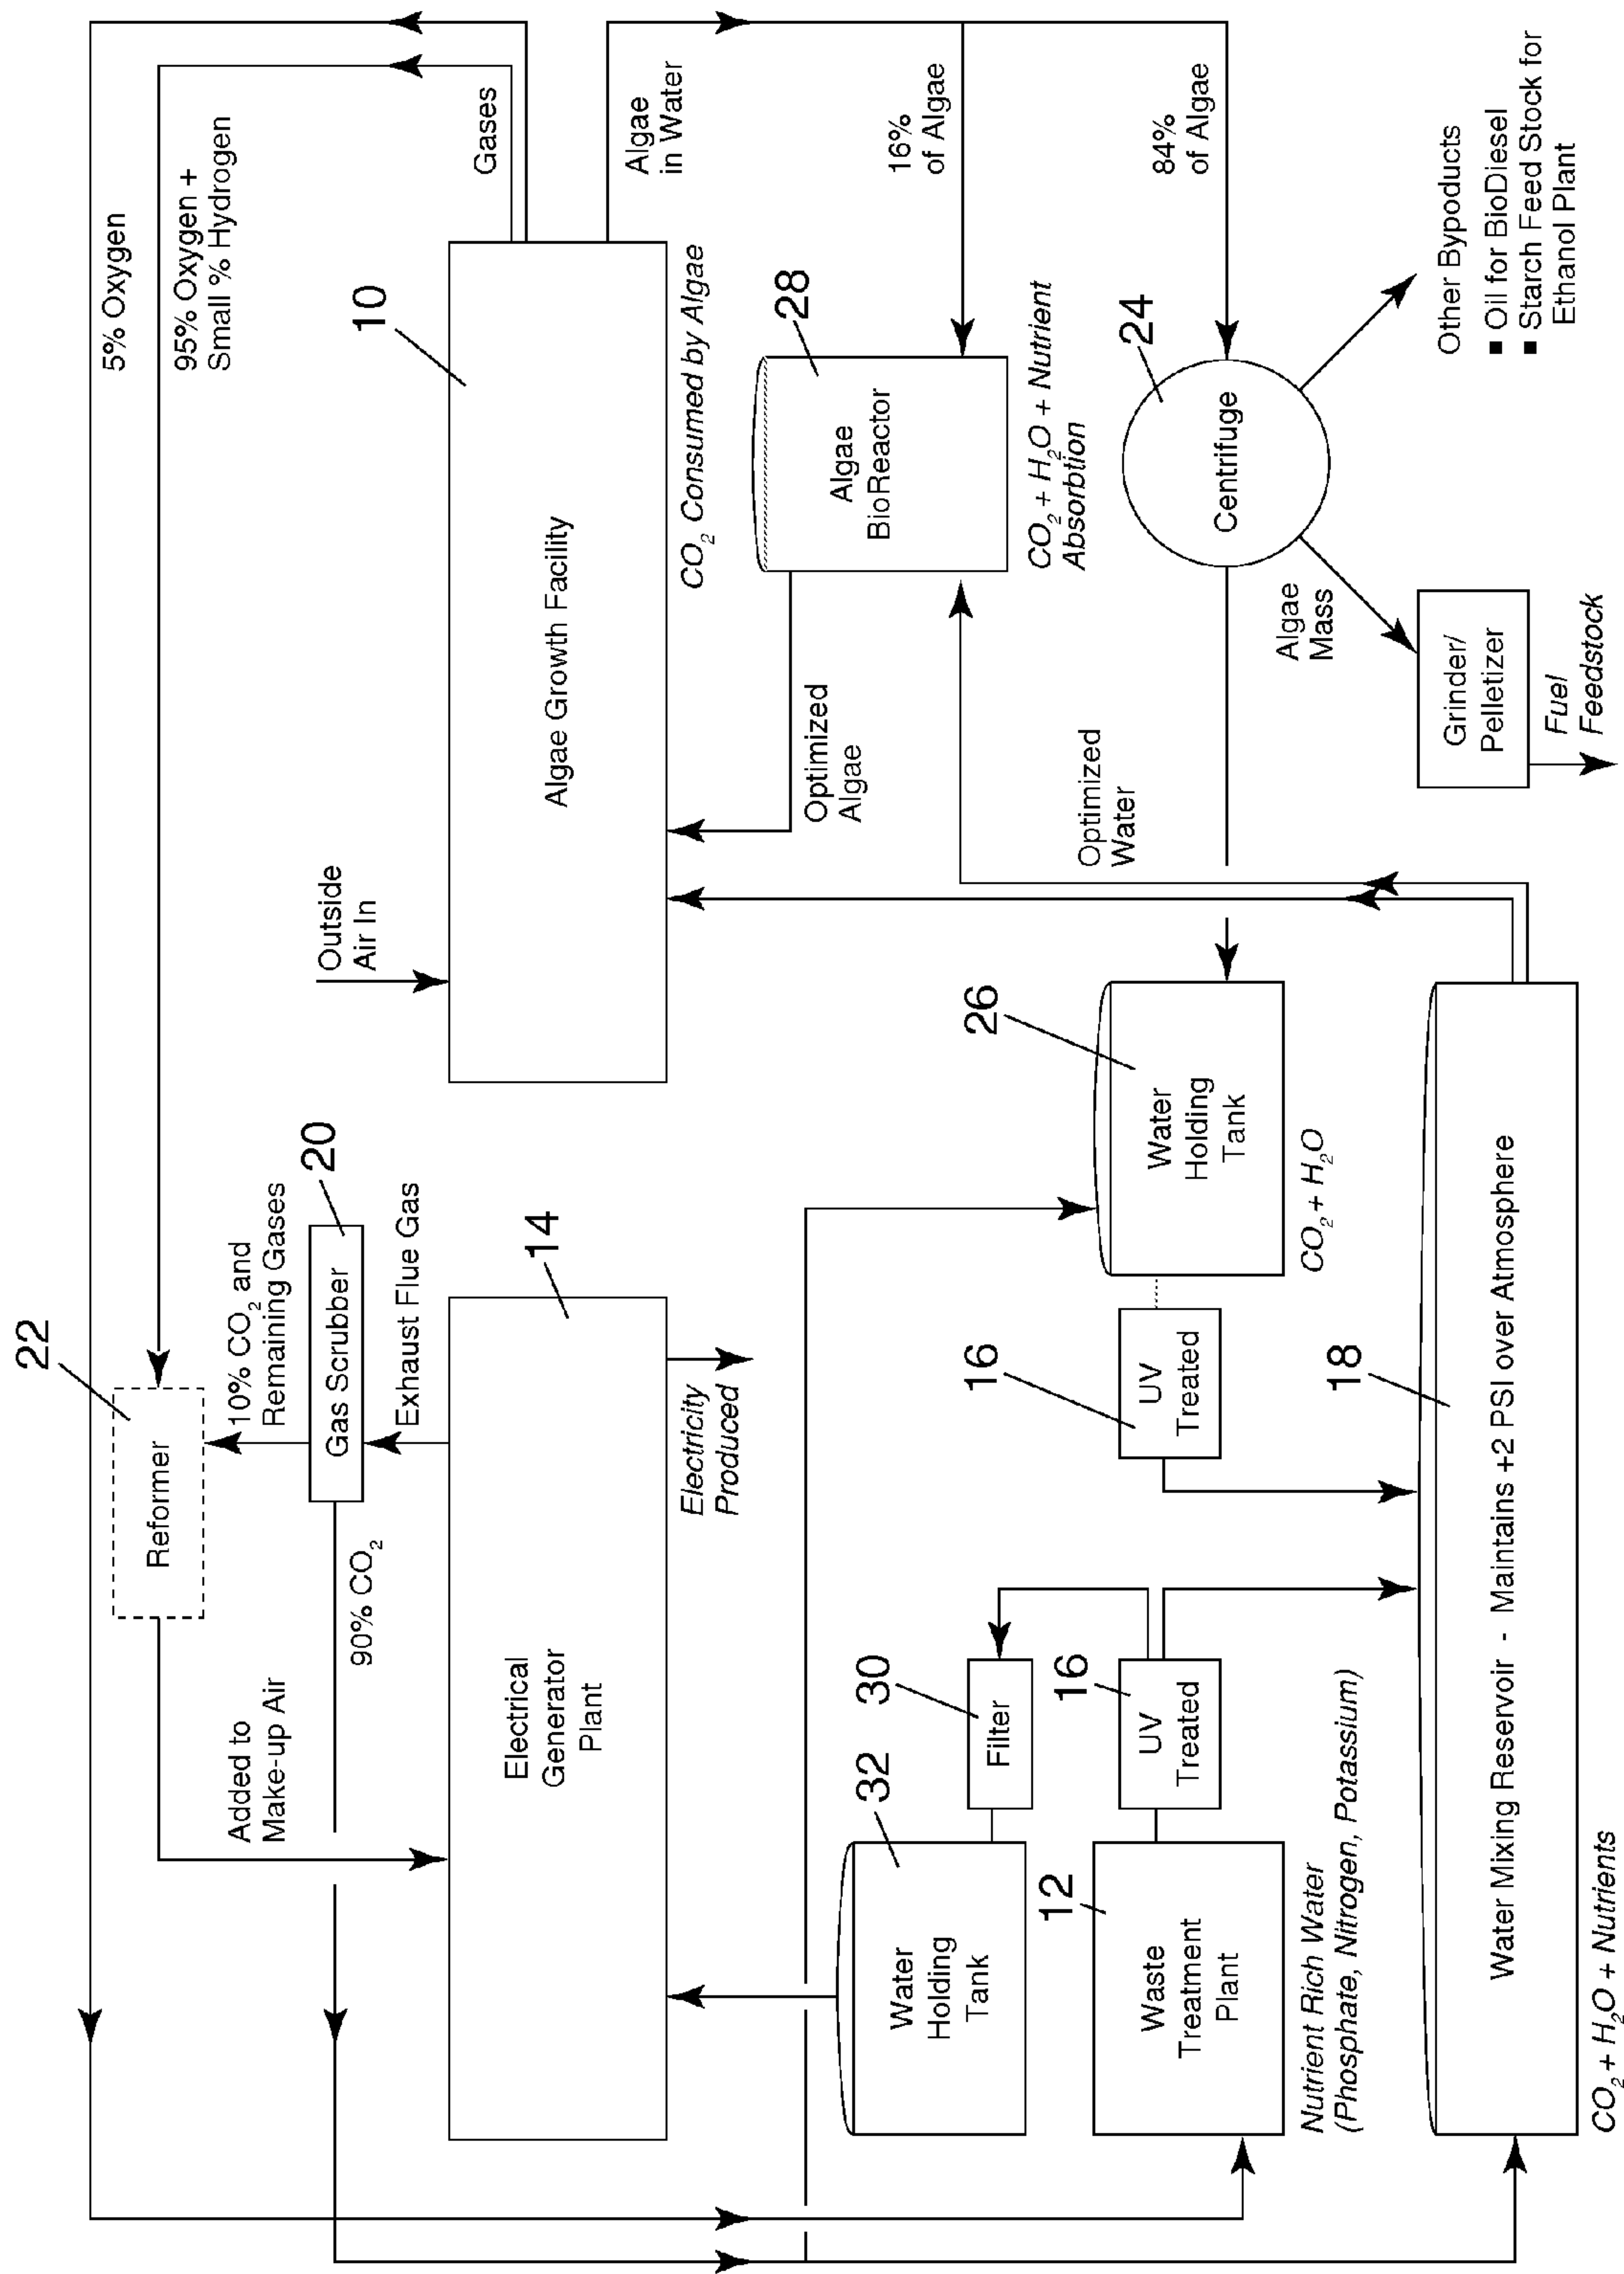 5% Oxygen
95% Oxygen +
Small % Hydrogen
Gases
22
Reformer
10% CO2 and
Remaining Gases
20
Gas Scrubber
Exhaust Flue Gas
90% CO2
Added to
Make-up Air
Outside
Air In
10
Algae Growth Facility
CO2 Consumed by Algae
Algae
in Water
14
Electrical
Generator
Plant
Electricity
Produced
16%
of Algae
28
Algae
BioReactor
CO2 + H2O + Nutrient
Absorbtion
Optimized
Algae
84%
of Algae
24
Centrifuge
Algae
Mass
Other Bypoducts
■ Oil for BioDiesel
■ Starch Feed Stock for
Ethanol Plant
Grinder/
Pelletizer
Fuel
Feedstock
Optimized
Water
26
Water
Holding
Tank
CO2 + H2O
16
UV
Treated
32
Water
Holding
Tank
30
Filter
16
UV
Treated
12
Waste
Treatment
Plant
Nutrient Rich Water
(Phosphate, Nitrogen, Potassium)
18
Water Mixing Reservoir - Maintains +2 PSI over Atmosphere
CO2 + H2O + Nutrients